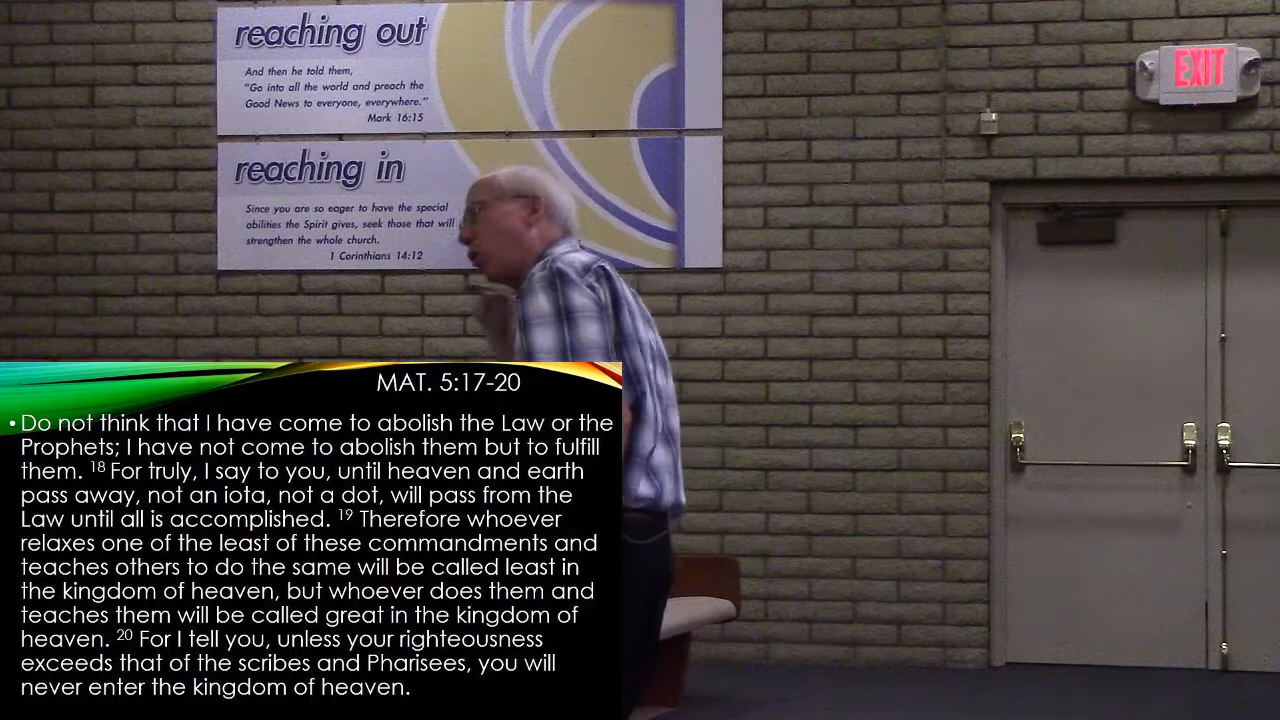 reaching out
And then he told them,
"Go into all the world and preach the
Good News to everyone, everywhere."
Mark 16:15
reaching in
Since you are so eager to have the special
abilities the Spirit gives, seek those that will
strengthen the whole church.
1 Corinthians 14:12
EXIT
MAT. 5:17-20
• Do not think that I have come to abolish the Law or the
Prophets; I have not come to abolish them but to fulfill
them. 18 For truly, I say to you, until heaven and earth
pass away, not an iota, not a dot, will pass from the
Law until all is accomplished. 19 Therefore whoever
relaxes one of the least of these commandments and
teaches others to do the same will be called least in
the kingdom of heaven, but whoever does them and
teaches them will be called great in the kingdom of
heaven. 20 For I tell you, unless your righteousness
exceeds that of the scribes and Pharisees, you will
never enter the kingdom of heaven.